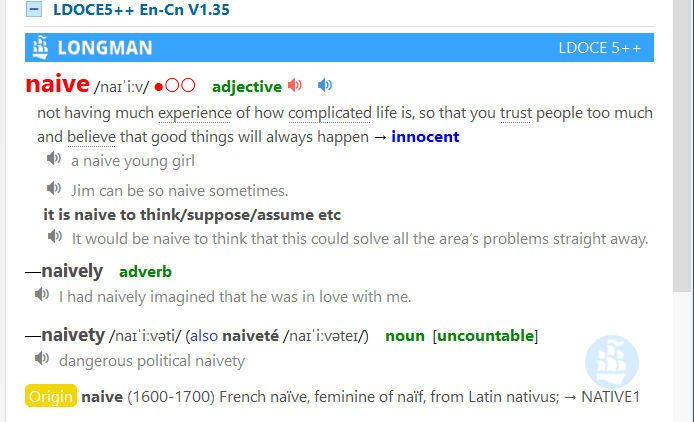 LDOCE5++ En-Cn V1.35
LONGMAN LDOCE 5++
naive /naɪˈiːv/ ●○○ adjective
not having much experience of how complicated life is, so that you trust people too much
and believe that good things will always happen → innocent
a naive young girl
Jim can be so naive sometimes.
it is naive to think/suppose/assume etc
It would be naive to think that this could solve all the area’s problems straight away.
—naively adverb
I had naively imagined that he was in love with me.
—naivety /naɪˈiːvəti/ (also naiveté /naɪˈiːvəteɪ/) noun [uncountable]
dangerous political naivety
Origin naive (1600-1700) French naïve, feminine of naïf, from Latin nativus; → NATIVE1